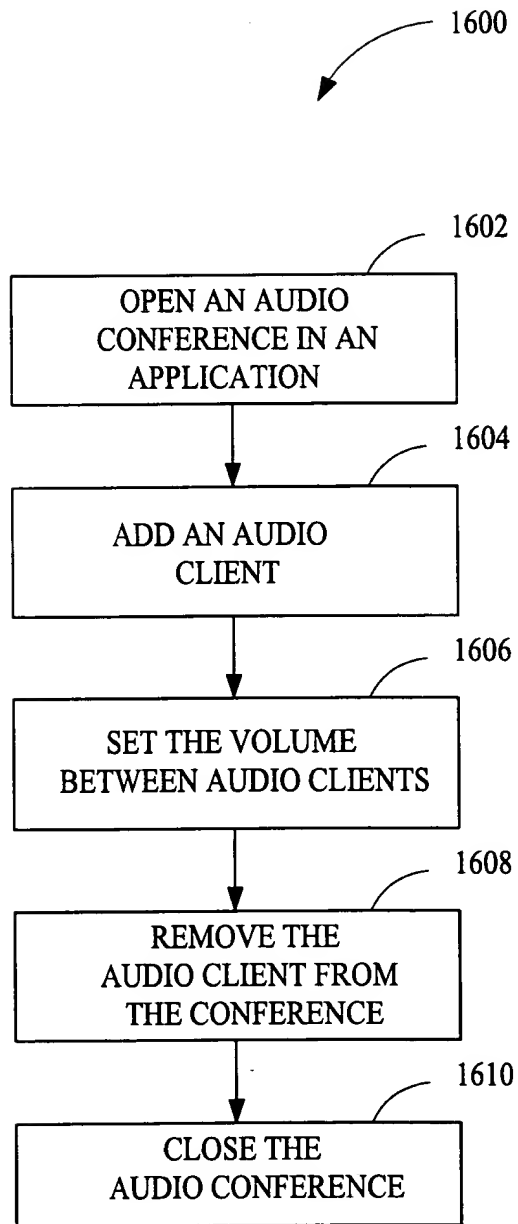 1600
1602
OPEN AN AUDIO
CONFERENCE IN AN
APPLICATION
1604
ADD AN AUDIO
CLIENT
1606
SET THE VOLUME
BETWEEN AUDIO CLIENTS
1608
REMOVE THE
AUDIO CLIENT FROM
THE CONFERENCE
1610
CLOSE THE
AUDIO CONFERENCE